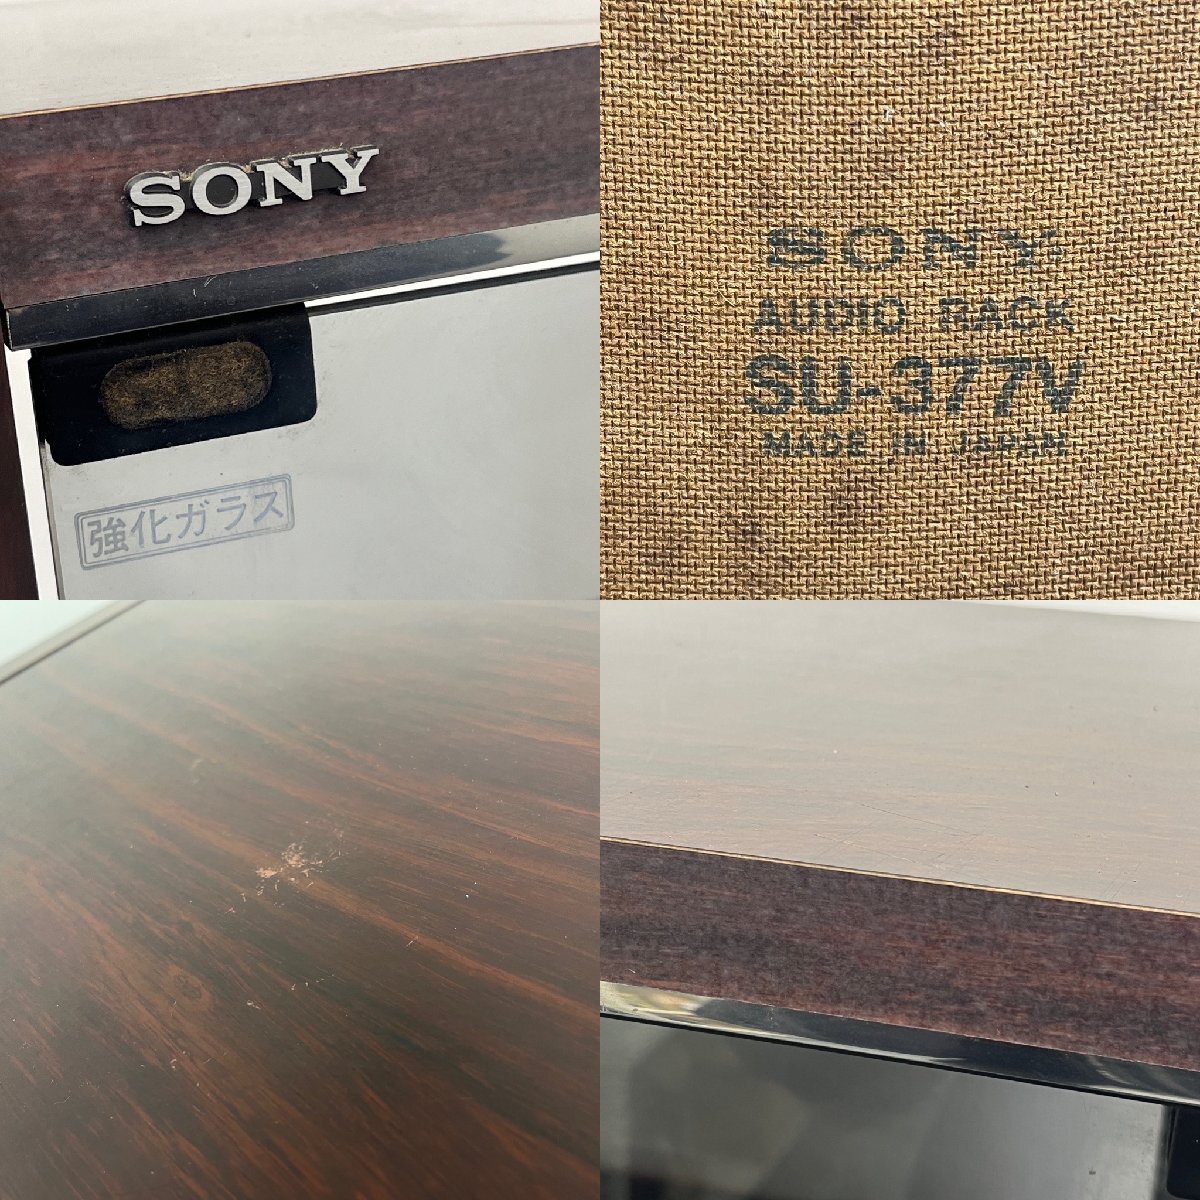 SONY
強化ガラス
SONY
AUDIO RACK
SU-377V
MADE IN JAPAN